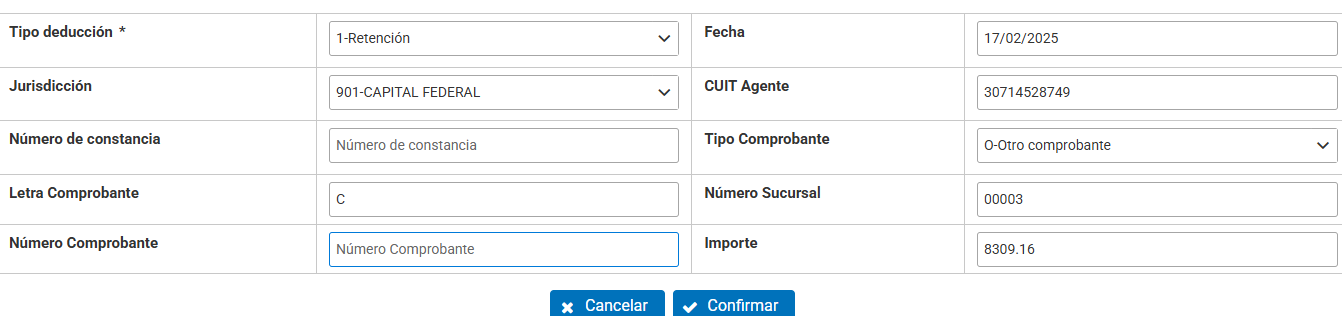 Tipo deducción * 1-Retención Fecha 17/02/2025
Jurisdicción 901-CAPITAL FEDERAL CUIT Agente 30714528749
Número de constancia Número de constancia Tipo Comprobante O-Otro comprobante
Letra Comprobante C Número Sucursal 00003
Número Comprobante Número Comprobante Importe 8309.16
Cancelar Confirmar